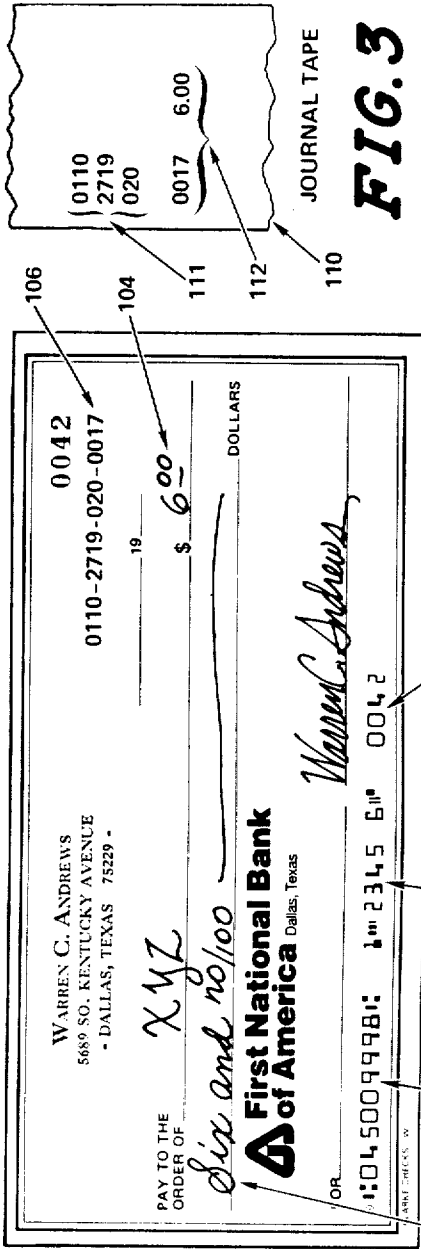 WARREN C. ANDREWS
5689 SO. KENTUCKY AVENUE
- DALLAS, TEXAS 75229 -
0042
0110-2719-020-0017
106
19
104
PAY TO THE
ORDER OF XYZ
$ 6.00
Six and no/100
DOLLARS
First National Bank
of America Dallas, Texas
FOR
Warren C. Andrews
⑆045009998⑆ 1⑈2345 6⑈ 0042
0110
2719
020
0017 6.00
111
112
110
JOURNAL TAPE
FIG.3